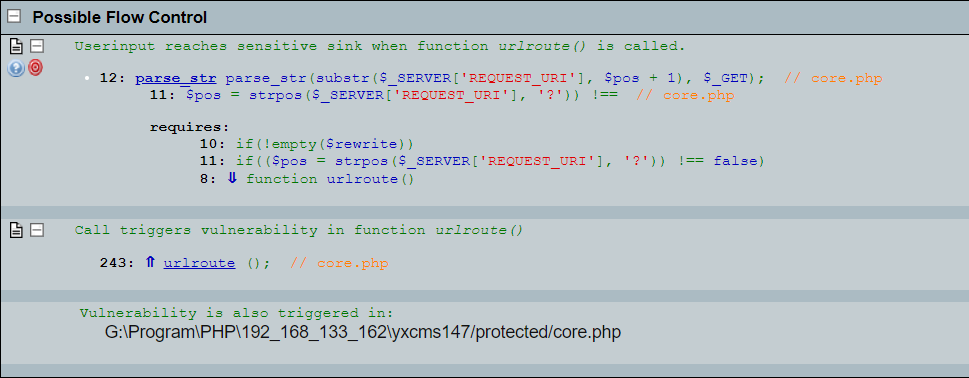 Possible Flow Control
Userinput reaches sensitive sink when function urlroute() is called.
12: parse_str parse_str(substr($_SERVER['REQUEST_URI'], $pos + 1), $_GET); // core.php
11: $pos = strpos($_SERVER['REQUEST_URI'], '?')) !== // core.php
requires:
10: if(!empty($rewrite))
11: if(($pos = strpos($_SERVER['REQUEST_URI'], '?')) !== false)
8: ⇓ function urlroute()
Call triggers vulnerability in function urlroute()
243: ⇑ urlroute (); // core.php
Vulnerability is also triggered in:
G:\Program\PHP\192_168_133_162\yxcms147/protected/core.php